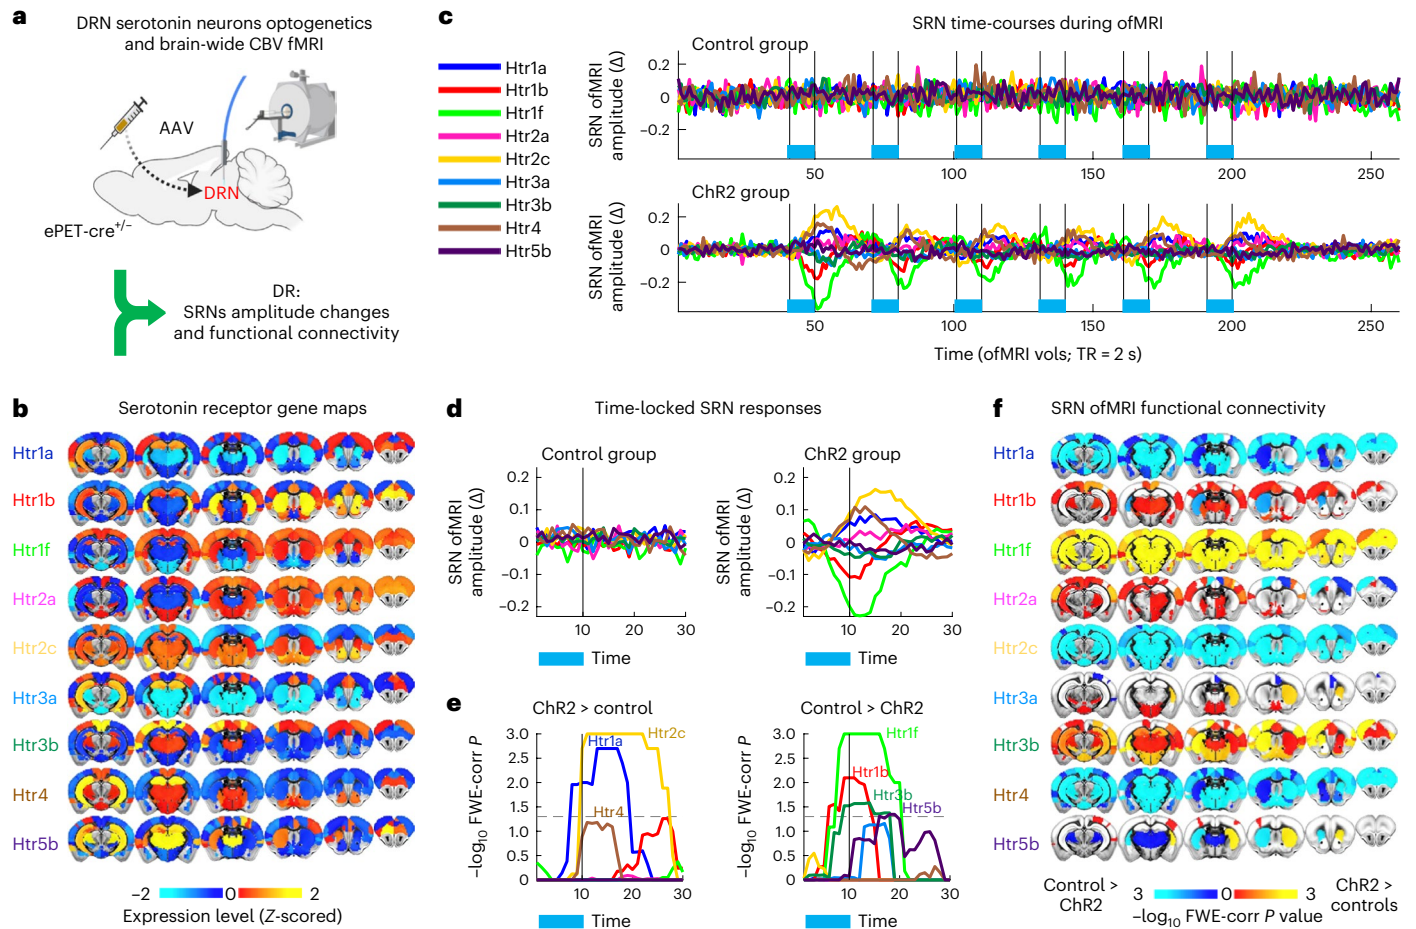 a
DRN serotonin neurons optogenetics
and brain-wide CBV fMRI
AAV
DRN
ePET-cre+/−
DR:
SRNs amplitude changes
and functional connectivity
b
Serotonin receptor gene maps
Htr1a
Htr1b
Htr1f
Htr2a
Htr2c
Htr3a
Htr3b
Htr4
Htr5b
−2 0 2
Expression level (Z-scored)
c
SRN time-courses during ofMRI
Htr1a
Htr1b
Htr1f
Htr2a
Htr2c
Htr3a
Htr3b
Htr4
Htr5b
Control group
SRN ofMRI
amplitude (Δ)
0.2
0
−0.2
50 100 150 200 250
ChR2 group
SRN ofMRI
amplitude (Δ)
0.2
0
−0.2
50 100 150 200 250
Time (ofMRI vols; TR = 2 s)
d
Time-locked SRN responses
Control group
SRN ofMRI
amplitude (Δ)
0.2
0.1
0
−0.1
−0.2
10 20 30
Time
ChR2 group
SRN ofMRI
amplitude (Δ)
0.2
0.1
0
−0.1
−0.2
10 20 30
Time
e
ChR2 > control
−log10 FWE-corr P
3.0
2.5
2.0
1.5
1.0
0.5
0
Htr2c
Htr1a
Htr4
10 20 30
Time
Control > ChR2
−log10 FWE-corr P
3.0
2.5
2.0
1.5
1.0
0.5
0
Htr1f
Htr1b
Htr3b
Htr5b
10 20 30
Time
f
SRN ofMRI functional connectivity
Htr1a
Htr1b
Htr1f
Htr2a
Htr2c
Htr3a
Htr3b
Htr4
Htr5b
Control >
ChR2
3 0 3
ChR2 >
controls
−log10 FWE-corr P value